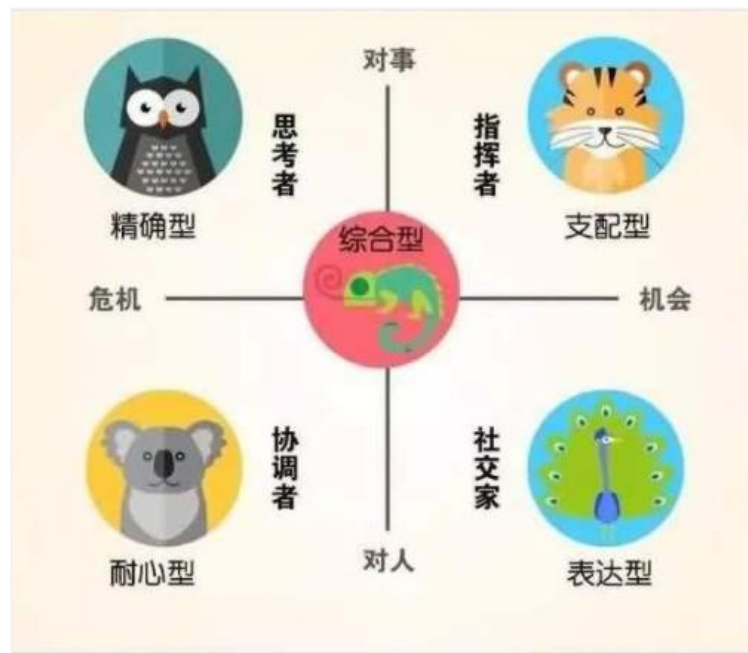 对事
思考者
指挥者
精确型
支配型
综合型
危机
机会
协调者
社交家
耐心型
对人
表达型